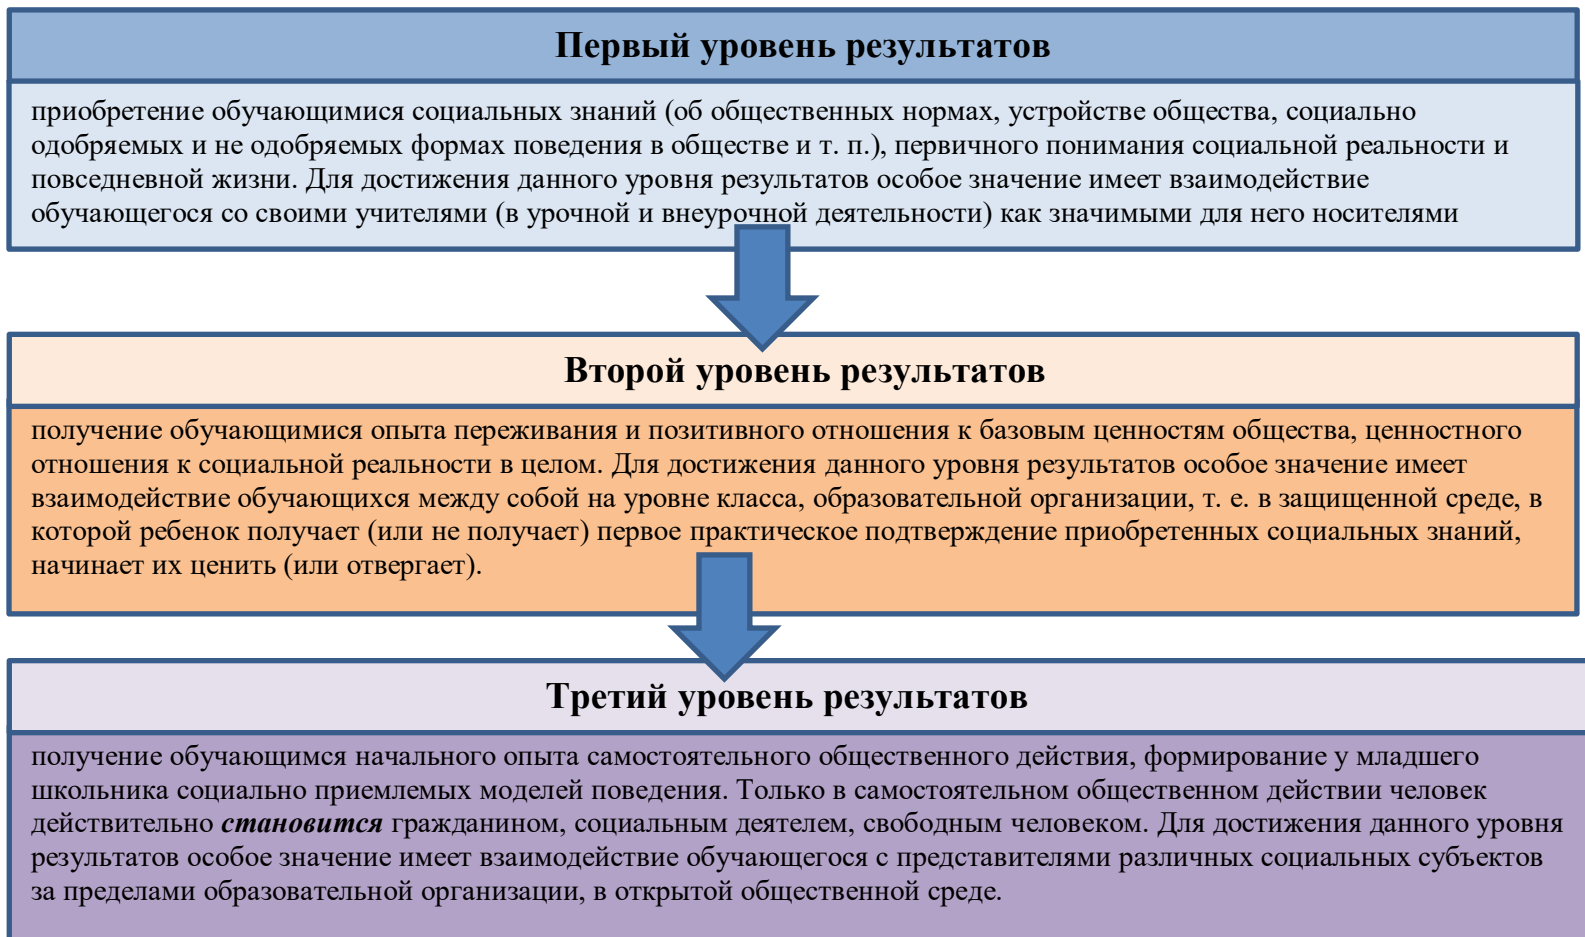 Первый уровень результатов
приобретение обучающимися социальных знаний (об общественных нормах, устройстве общества, социально
одобряемых и не одобряемых формах поведения в обществе и т. п.), первичного понимания социальной реальности и
повседневной жизни. Для достижения данного уровня результатов особое значение имеет взаимодействие
обучающегося со своими учителями (в урочной и внеурочной деятельности) как значимыми для него носителями
Второй уровень результатов
получение обучающимися опыта переживания и позитивного отношения к базовым ценностям общества, ценностного
отношения к социальной реальности в целом. Для достижения данного уровня результатов особое значение имеет
взаимодействие обучающихся между собой на уровне класса, образовательной организации, т. е. в защищенной среде, в
которой ребенок получает (или не получает) первое практическое подтверждение приобретенных социальных знаний,
начинает их ценить (или отвергает).
Третий уровень результатов
получение обучающимся начального опыта самостоятельного общественного действия, формирование у младшего
школьника социально приемлемых моделей поведения. Только в самостоятельном общественном действии человек
действительно становится гражданином, социальным деятелем, свободным человеком. Для достижения данного уровня
результатов особое значение имеет взаимодействие обучающегося с представителями различных социальных субъектов
за пределами образовательной организации, в открытой общественной среде.